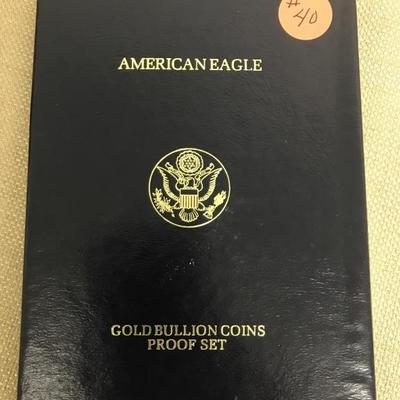 # 40
AMERICAN EAGLE
GOLD BULLION COINS
PROOF SET